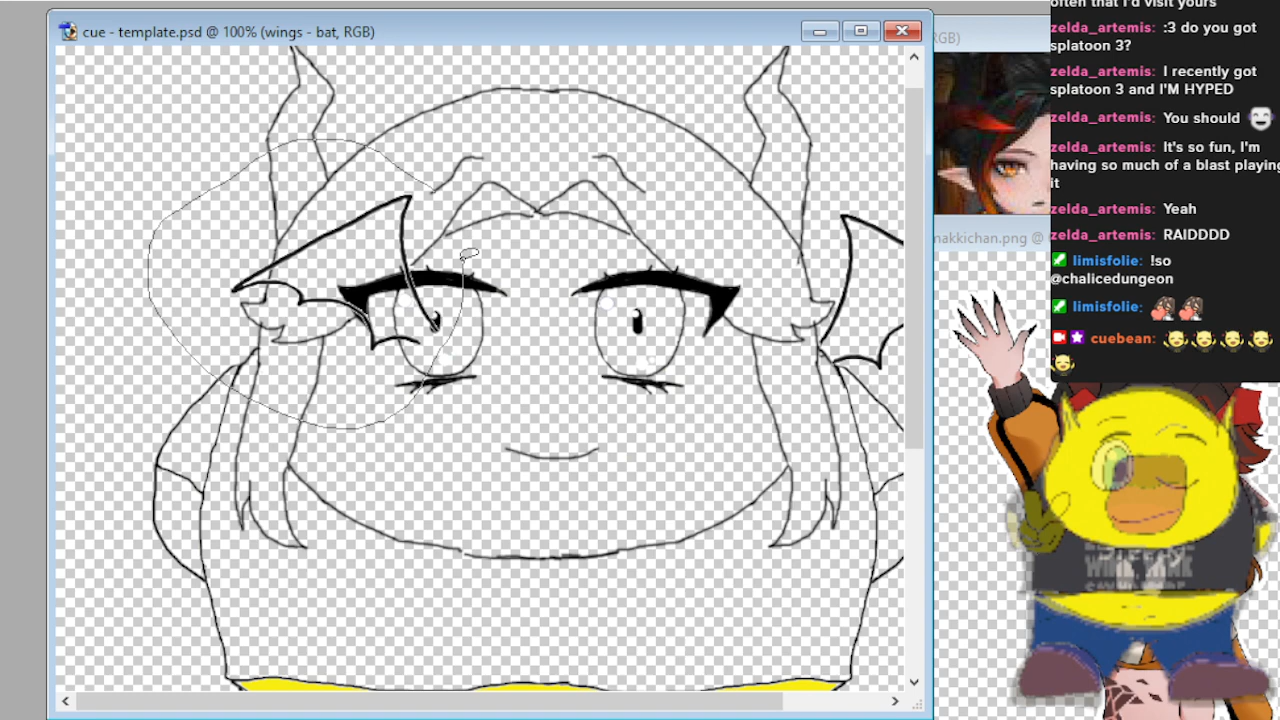 cue - template.psd @ 100% (wings - bat, RGB)
RGB)
makkichan.png @
often that I'd visit yours
zelda_artemis: :3 do you got
splatoon 3?
zelda_artemis: I recently got
splatoon 3 and I'M HYPED
zelda_artemis: You should
zelda_artemis: It's so fun, I'm
having so much of a blast playing
it
zelda_artemis: Yeah
zelda_artemis: RAIDDDD
limisfolie: !so
@chalicedungeon
limisfolie:
cuebean: